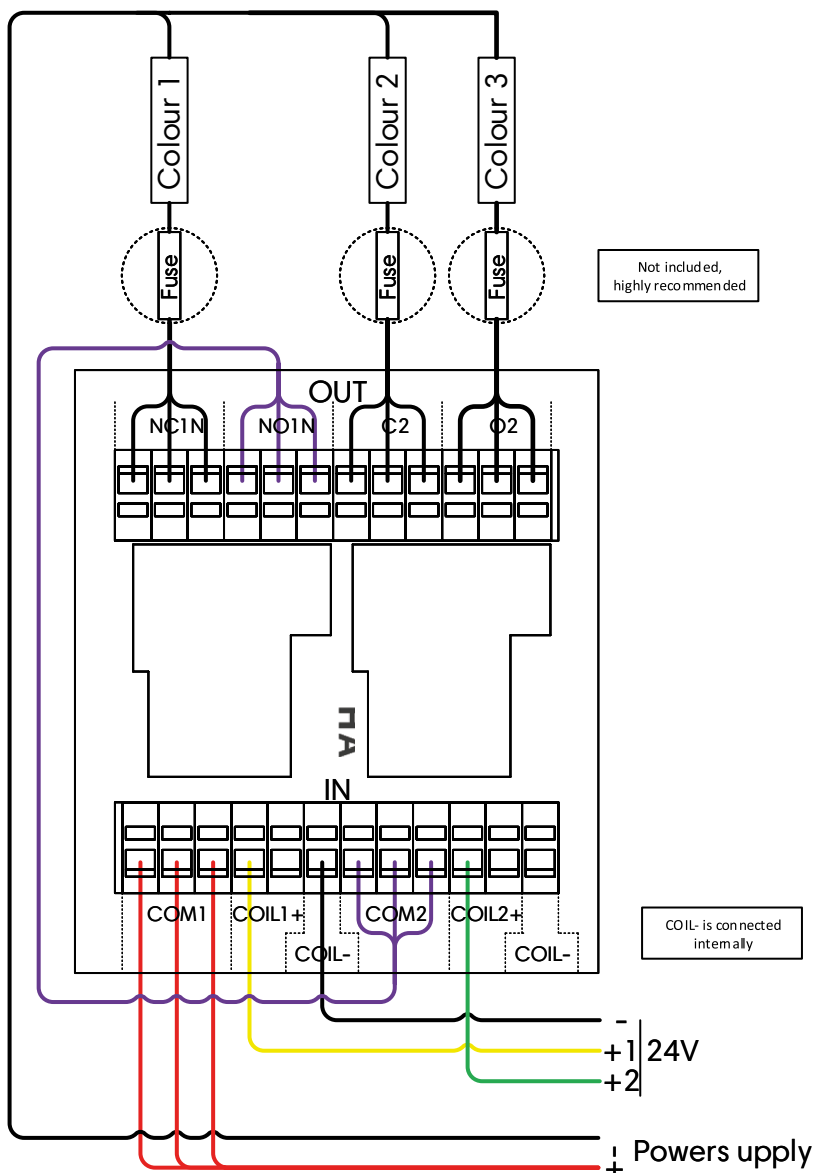 Colour 1
Colour 2
Colour 3
Fuse
Fuse
Fuse
Not included,
highly recommended
OUT
NC1N
NO1N
C2
O2
IN
COM1
COIL1+
COM2
COIL2+
COIL-
COIL-
COIL- is connected
internally
-
+1
24V
+2
-
Powers upply
+